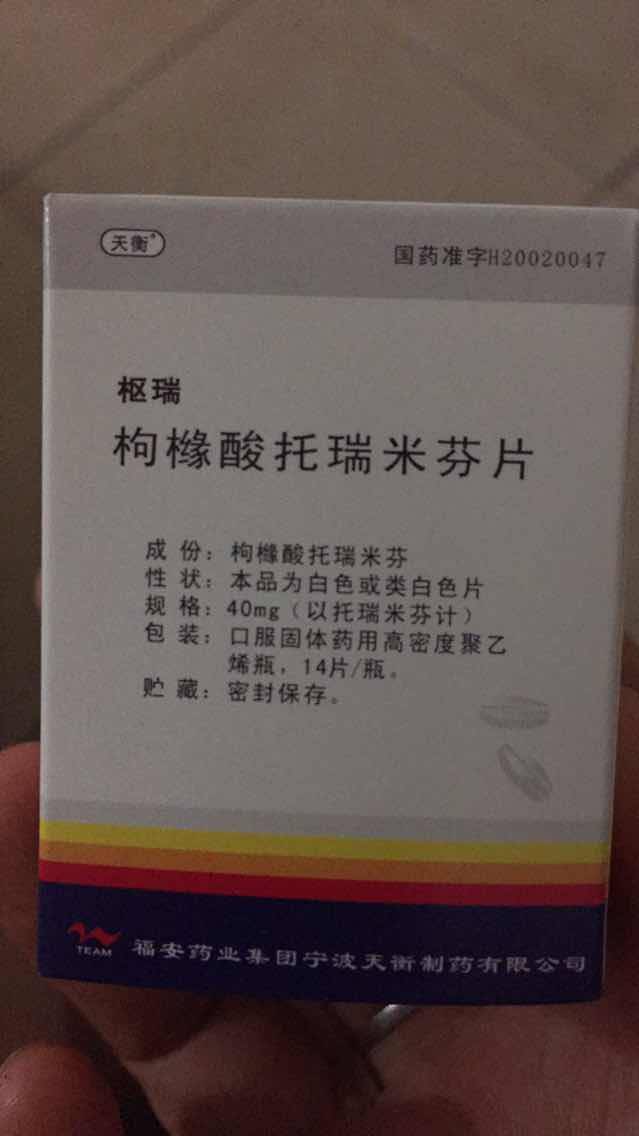 天衡
国药准字H20020047
枢瑞
枸橼酸托瑞米芬片
成 份：枸橼酸托瑞米芬
性 状：本品为白色或类白色片
规 格：40mg（以托瑞米芬计）
包 装：口服固体药用高密度聚乙
烯瓶，14片/瓶。
贮 藏：密封保存。
TEAM 福安药业集团宁波天衡制药有限公司